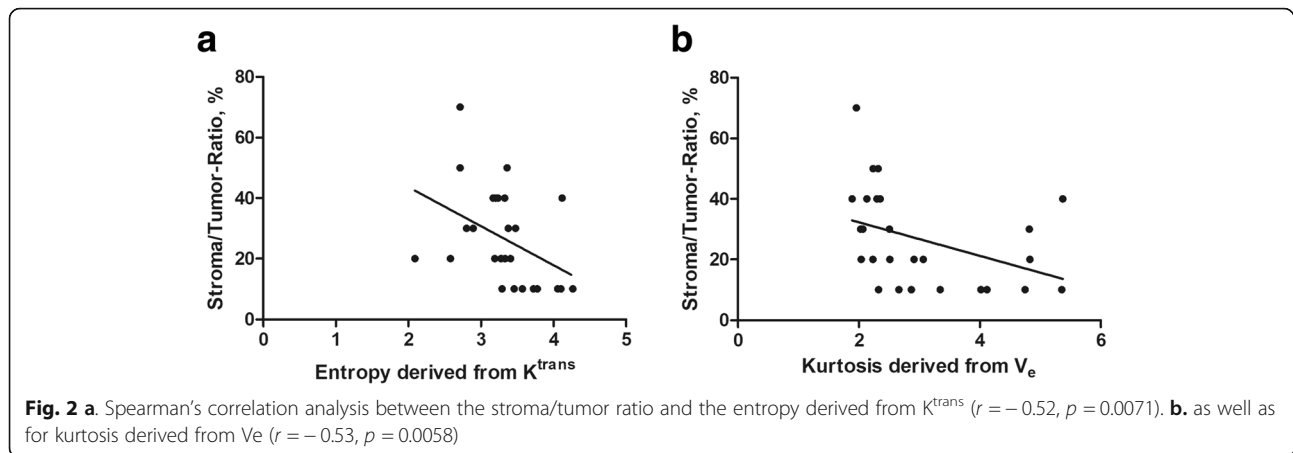 a
b
Stroma/Tumor-Ratio, %
80
60
40
20
0
0 1 2 3 4 5
Entropy derived from K^trans
Stroma/Tumor-Ratio, %
80
60
40
20
0
0 2 4 6
Kurtosis derived from V_e
Fig. 2 a. Spearman's correlation analysis between the stroma/tumor ratio and the entropy derived from K^trans (r = − 0.52, p = 0.0071). b. as well as
for kurtosis derived from Ve (r = − 0.53, p = 0.0058)